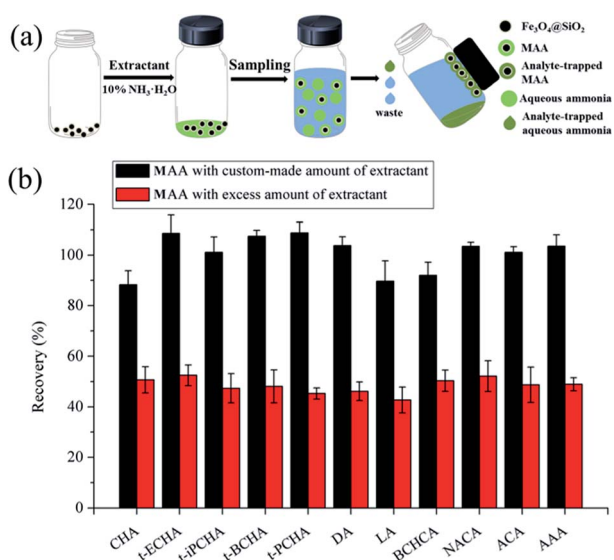 (a)
Extractant
10% NH₃·H₂O
Sampling
waste
Fe₃O₄@SiO₂
MAA
Analyte-trapped
MAA
Aqueous ammonia
Analyte-trapped
aqueous ammonia
(b)
MAA with custom-made amount of extractant
MAA with excess amount of extractant
Recovery (%)
120
100
80
60
40
20
0
CHA
t-ECHA
t-iPCHA
t-BCHA
t-PCHA
DA
LA
BCHCA
NACA
ACA
AAA